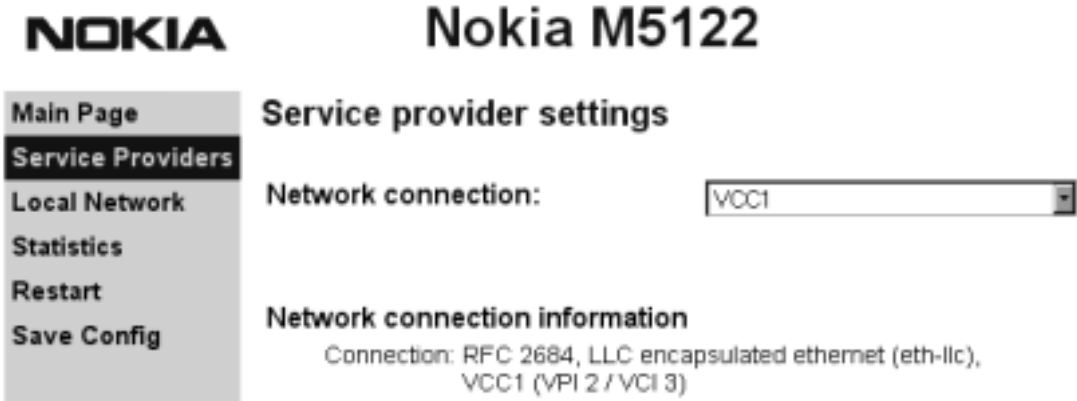 NOKIA
Nokia M5122
Main Page
Service Providers
Local Network
Statistics
Restart
Save Config
Service provider settings
Network connection:
VCC1
Network connection information
Connection: RFC 2684, LLC encapsulated ethernet (eth-llc),
VCC1 (VPI 2 / VCI 3)